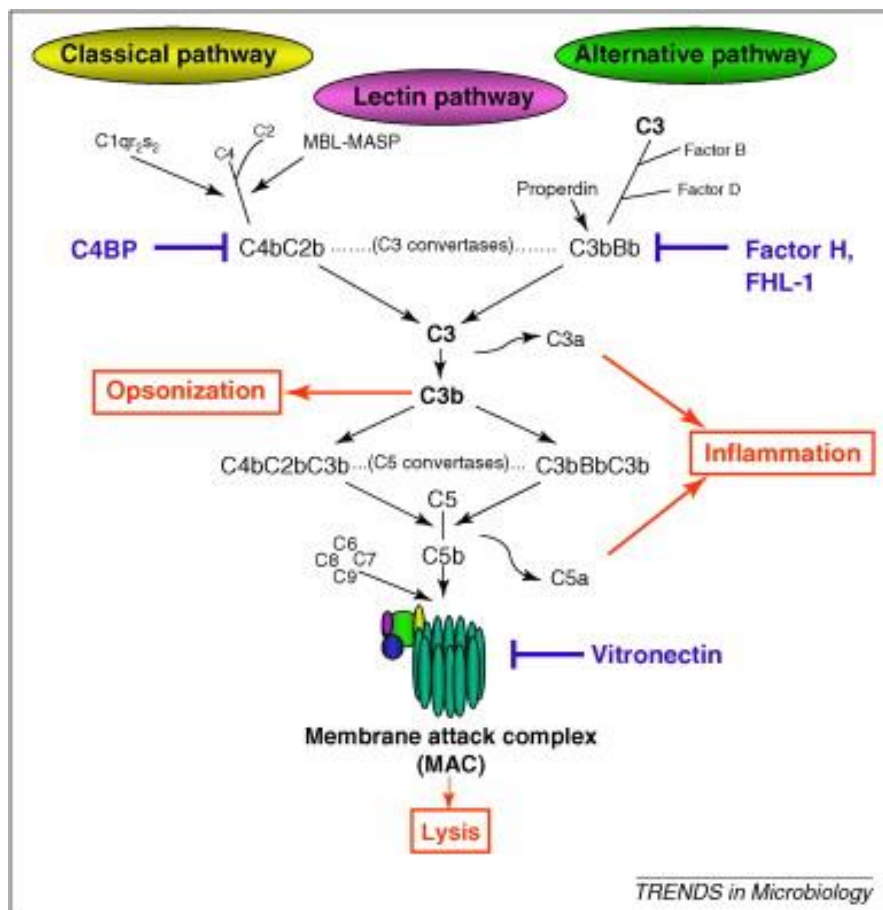 Classical pathway
Alternative pathway
Lectin pathway
C1qr2s2
C4
C2
MBL-MASP
C3
Factor B
Factor D
Properdin
C4BP
C4bC2b ......(C3 convertases)....... C3bBb
Factor H,
FHL-1
C3
C3a
Opsonization
C3b
Inflammation
C4bC2bC3b ...(C5 convertases)... C3bBbC3b
C5
C6
C8 C7
C9
C5b
C5a
Vitronectin
Membrane attack complex
(MAC)
Lysis
TRENDS in Microbiology